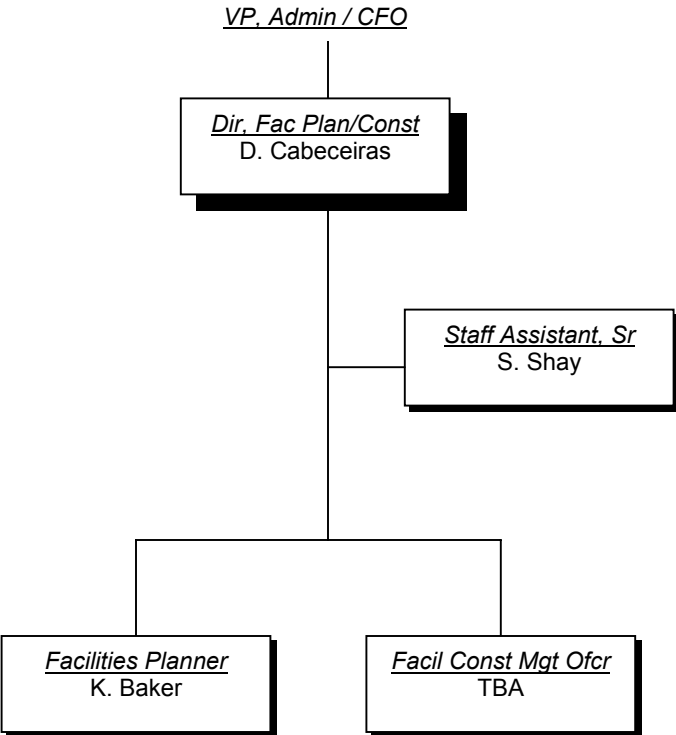 VP, Admin / CFO
Dir, Fac Plan/Const
D. Cabeceiras
Staff Assistant, Sr
S. Shay
Facilities Planner
K. Baker
Facil Const Mgt Ofcr
TBA